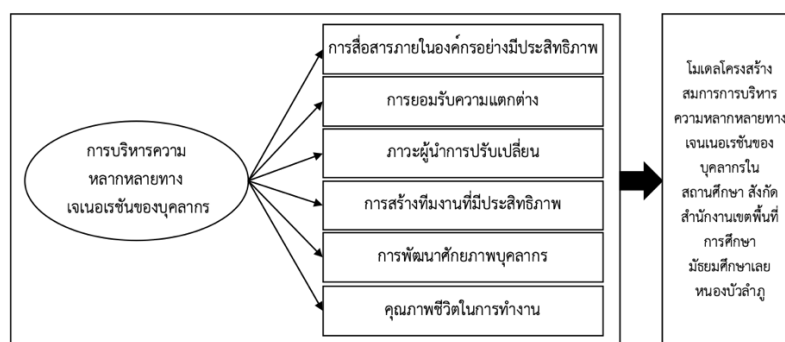 การบริหารความ
หลากหลายทาง
เจเนอเรชันของบุคลากร
การสื่อสารภายในองค์กรอย่างมีประสิทธิภาพ
การยอมรับความแตกต่าง
ภาวะผู้นำการปรับเปลี่ยน
การสร้างทีมงานที่มีประสิทธิภาพ
การพัฒนาศักยภาพบุคลากร
คุณภาพชีวิตในการทำงาน
โมเดลโครงสร้าง
สมการการบริหาร
ความหลากหลายทาง
เจนเนอเรชันของ
บุคลากรใน
สถานศึกษา สังกัด
สำนักงานเขตพื้นที่
การศึกษา
มัธยมศึกษาเลย
หนองบัวลำภู